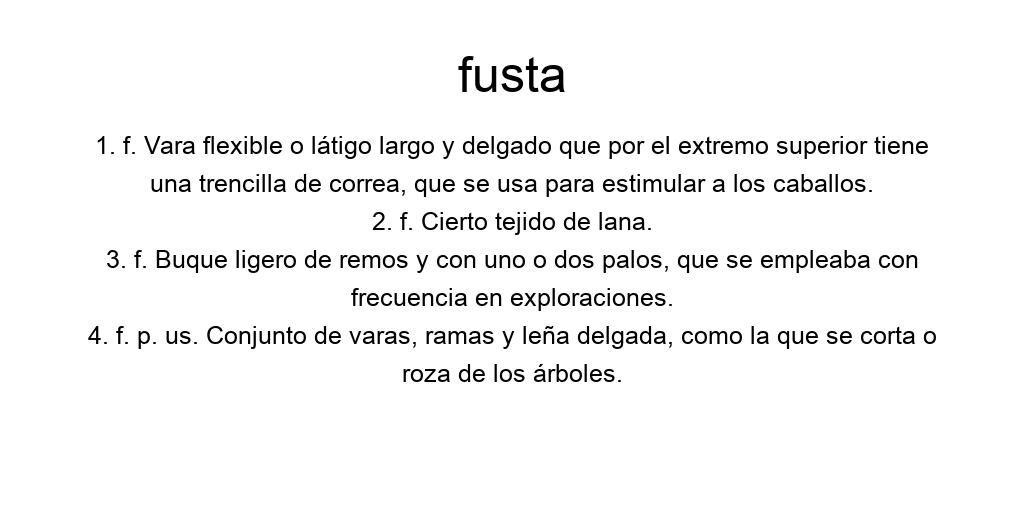 fusta
1. f. Vara flexible o látigo largo y delgado que por el extremo superior tiene
una trencilla de correa, que se usa para estimular a los caballos.
2. f. Cierto tejido de lana.
3. f. Buque ligero de remos y con uno o dos palos, que se empleaba con
frecuencia en exploraciones.
4. f. p. us. Conjunto de varas, ramas y leña delgada, como la que se corta o
roza de los árboles.